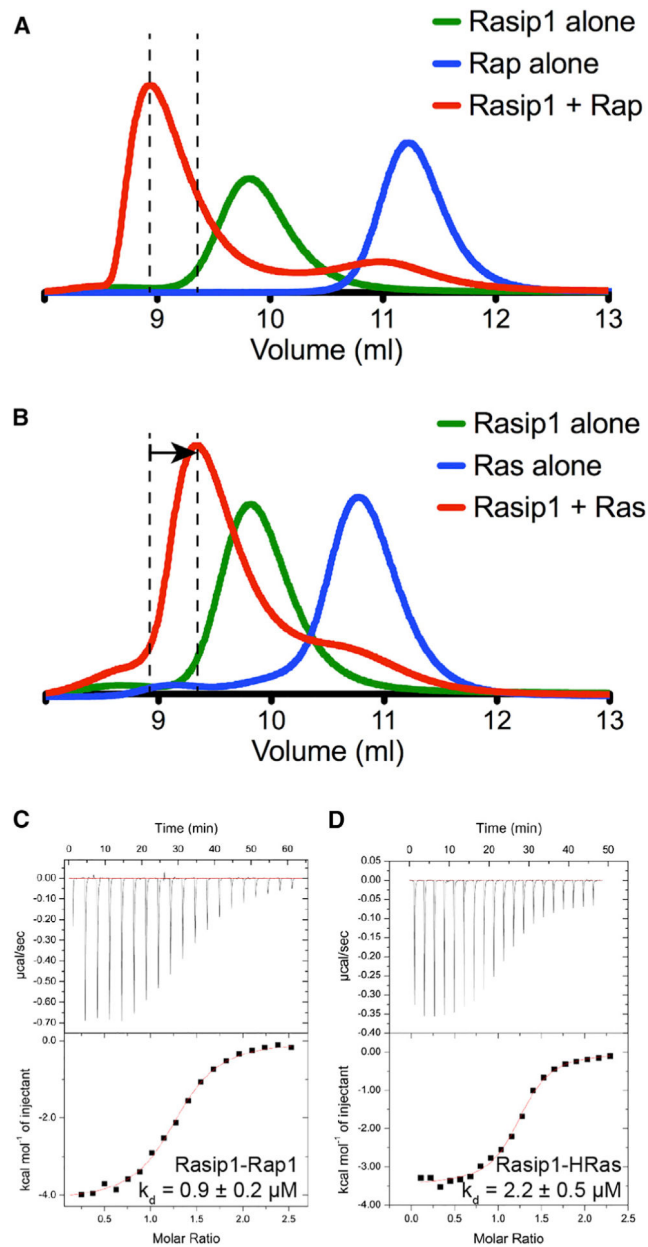 A
Rasip1 alone
Rap alone
Rasip1 + Rap
9 10 11 12 13
Volume (ml)
B
Rasip1 alone
Ras alone
Rasip1 + Ras
9 10 11 12 13
Volume (ml)
C
Time (min)
0 10 20 30 40 50 60
0.00
-0.10
-0.20
-0.30
-0.40
-0.50
-0.60
-0.70
µcal/sec
0.0
-2.0
-4.0
kcal mol⁻¹ of injectant
Rasip1-Rap1
k_d = 0.9 ± 0.2 µM
0.0 0.5 1.0 1.5 2.0 2.5
Molar Ratio
D
Time (min)
0 10 20 30 40 50
0.05
0.00
-0.05
-0.10
-0.15
-0.20
-0.25
-0.30
-0.35
-0.40
µcal/sec
0.00
-1.00
-2.00
-3.00
-4.00
kcal mol⁻¹ of injectant
Rasip1-HRas
k_d = 2.2 ± 0.5 µM
0.0 0.5 1.0 1.5 2.0 2.5
Molar Ratio